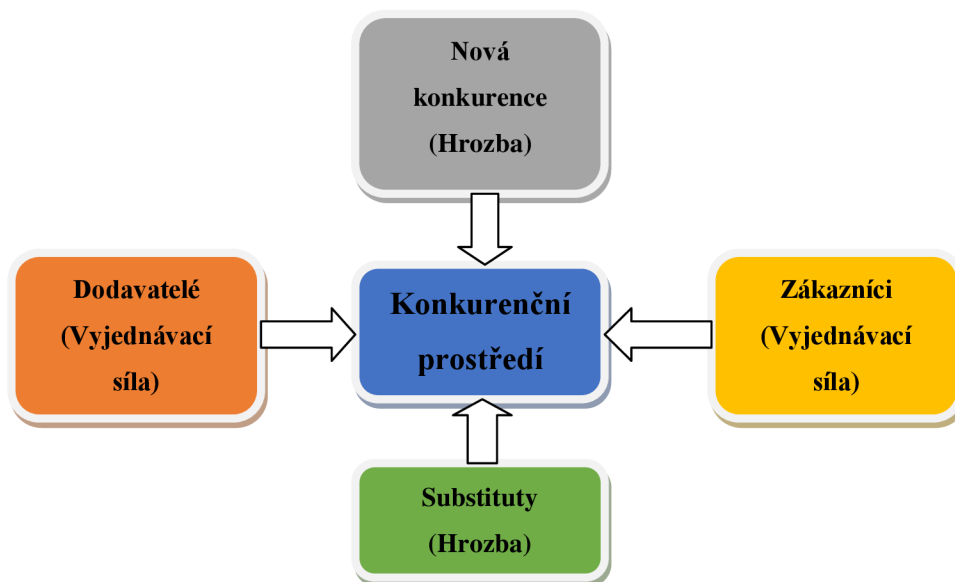 Nová
konkurence
(Hrozba)
Dodavatelé
(Vyjednávací
síla)
Konkurenční
prostředí
Zákazníci
(Vyjednávací
síla)
Substituty
(Hrozba)